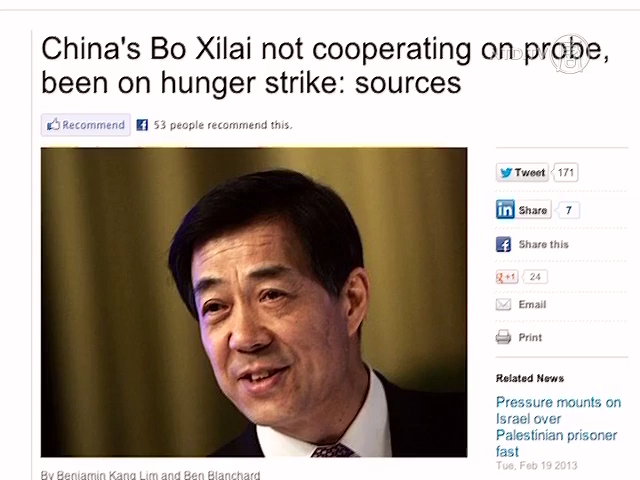 China's Bo Xilai not cooperating on probe,
been on hunger strike: sources
Recommend
53 people recommend this.
Tweet 171
Share 7
Share this
+1 24
Email
Print
Related News
Pressure mounts on
Israel over
Palestinian prisoner
fast
Tue, Feb 19 2013
By Benjamin Kang Lim and Ben Blanchard